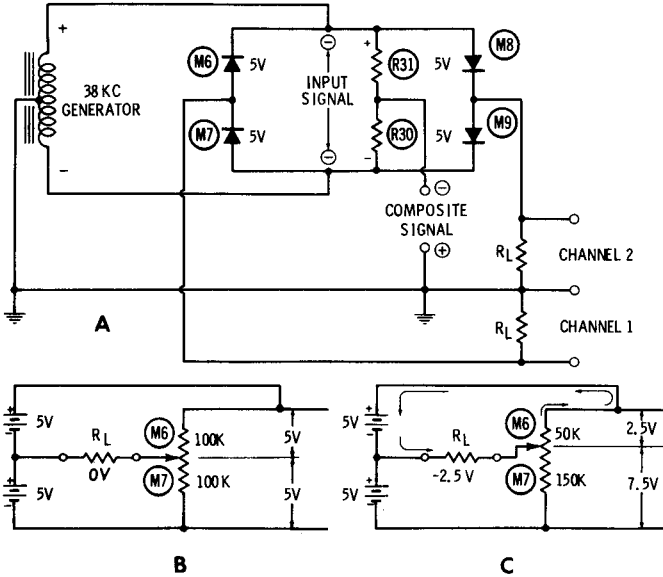 +
38 KC
GENERATOR
−
M6
5V
M7
5V
⊖
INPUT
SIGNAL
⊖
+
R31
R30
−
M8
5V
M9
5V
⊖
COMPOSITE
SIGNAL
⊕
RL
CHANNEL 2
RL
CHANNEL 1
A
+
5V
−
+
5V
−
RL
0V
M6
M7
100K
100K
5V
5V
B
+
5V
−
+
5V
−
RL
-2.5 V
M6
M7
50K
150K
2.5V
7.5V
C